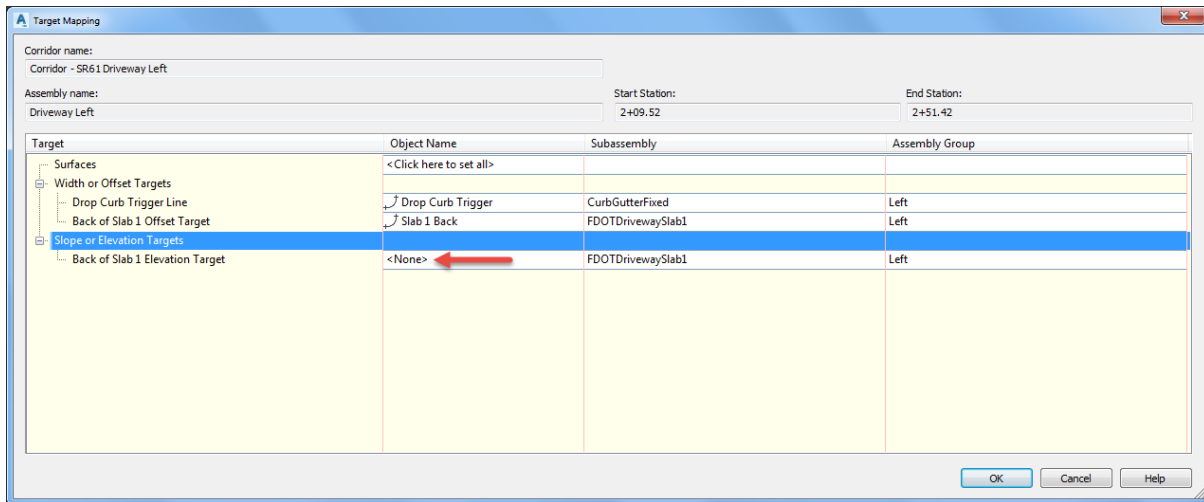 Target Mapping
Corridor name:
Corridor - SR61 Driveway Left
Assembly name: Start Station: End Station:
Driveway Left 2+09.52 2+51.42
Target Object Name Subassembly Assembly Group
Surfaces <Click here to set all>
Width or Offset Targets
Drop Curb Trigger Line Drop Curb Trigger CurbGutterFixed Left
Back of Slab 1 Offset Target Slab 1 Back FDOTDrivewaySlab1 Left
Slope or Elevation Targets
Back of Slab 1 Elevation Target <None> FDOTDrivewaySlab1 Left
OK Cancel Help